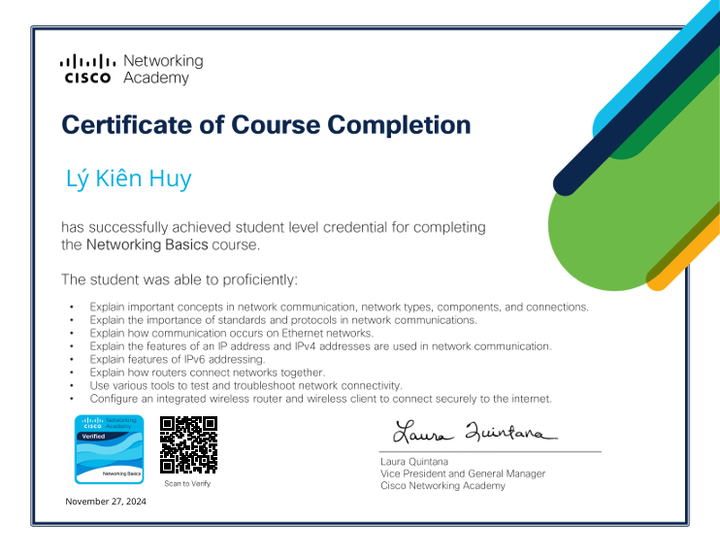 Networking
CISCO Academy
Certificate of Course Completion
Lý Kiên Huy
has successfully achieved student level credential for completing
the Networking Basics course.
The student was able to proficiently:
• Explain important concepts in network communication, network types, components, and connections.
• Explain the importance of standards and protocols in network communications.
• Explain how communication occurs on Ethernet networks.
• Explain the features of an IP address and IPv4 addresses are used in network communication.
• Explain features of IPv6 addressing.
• Explain how routers connect networks together.
• Use various tools to test and troubleshoot network connectivity.
• Configure an integrated wireless router and wireless client to connect securely to the internet.
Networking
CISCO Academy
Verified
Networking Basics
Scan to Verify
November 27, 2024
Laura Quintana
Laura Quintana
Vice President and General Manager
Cisco Networking Academy